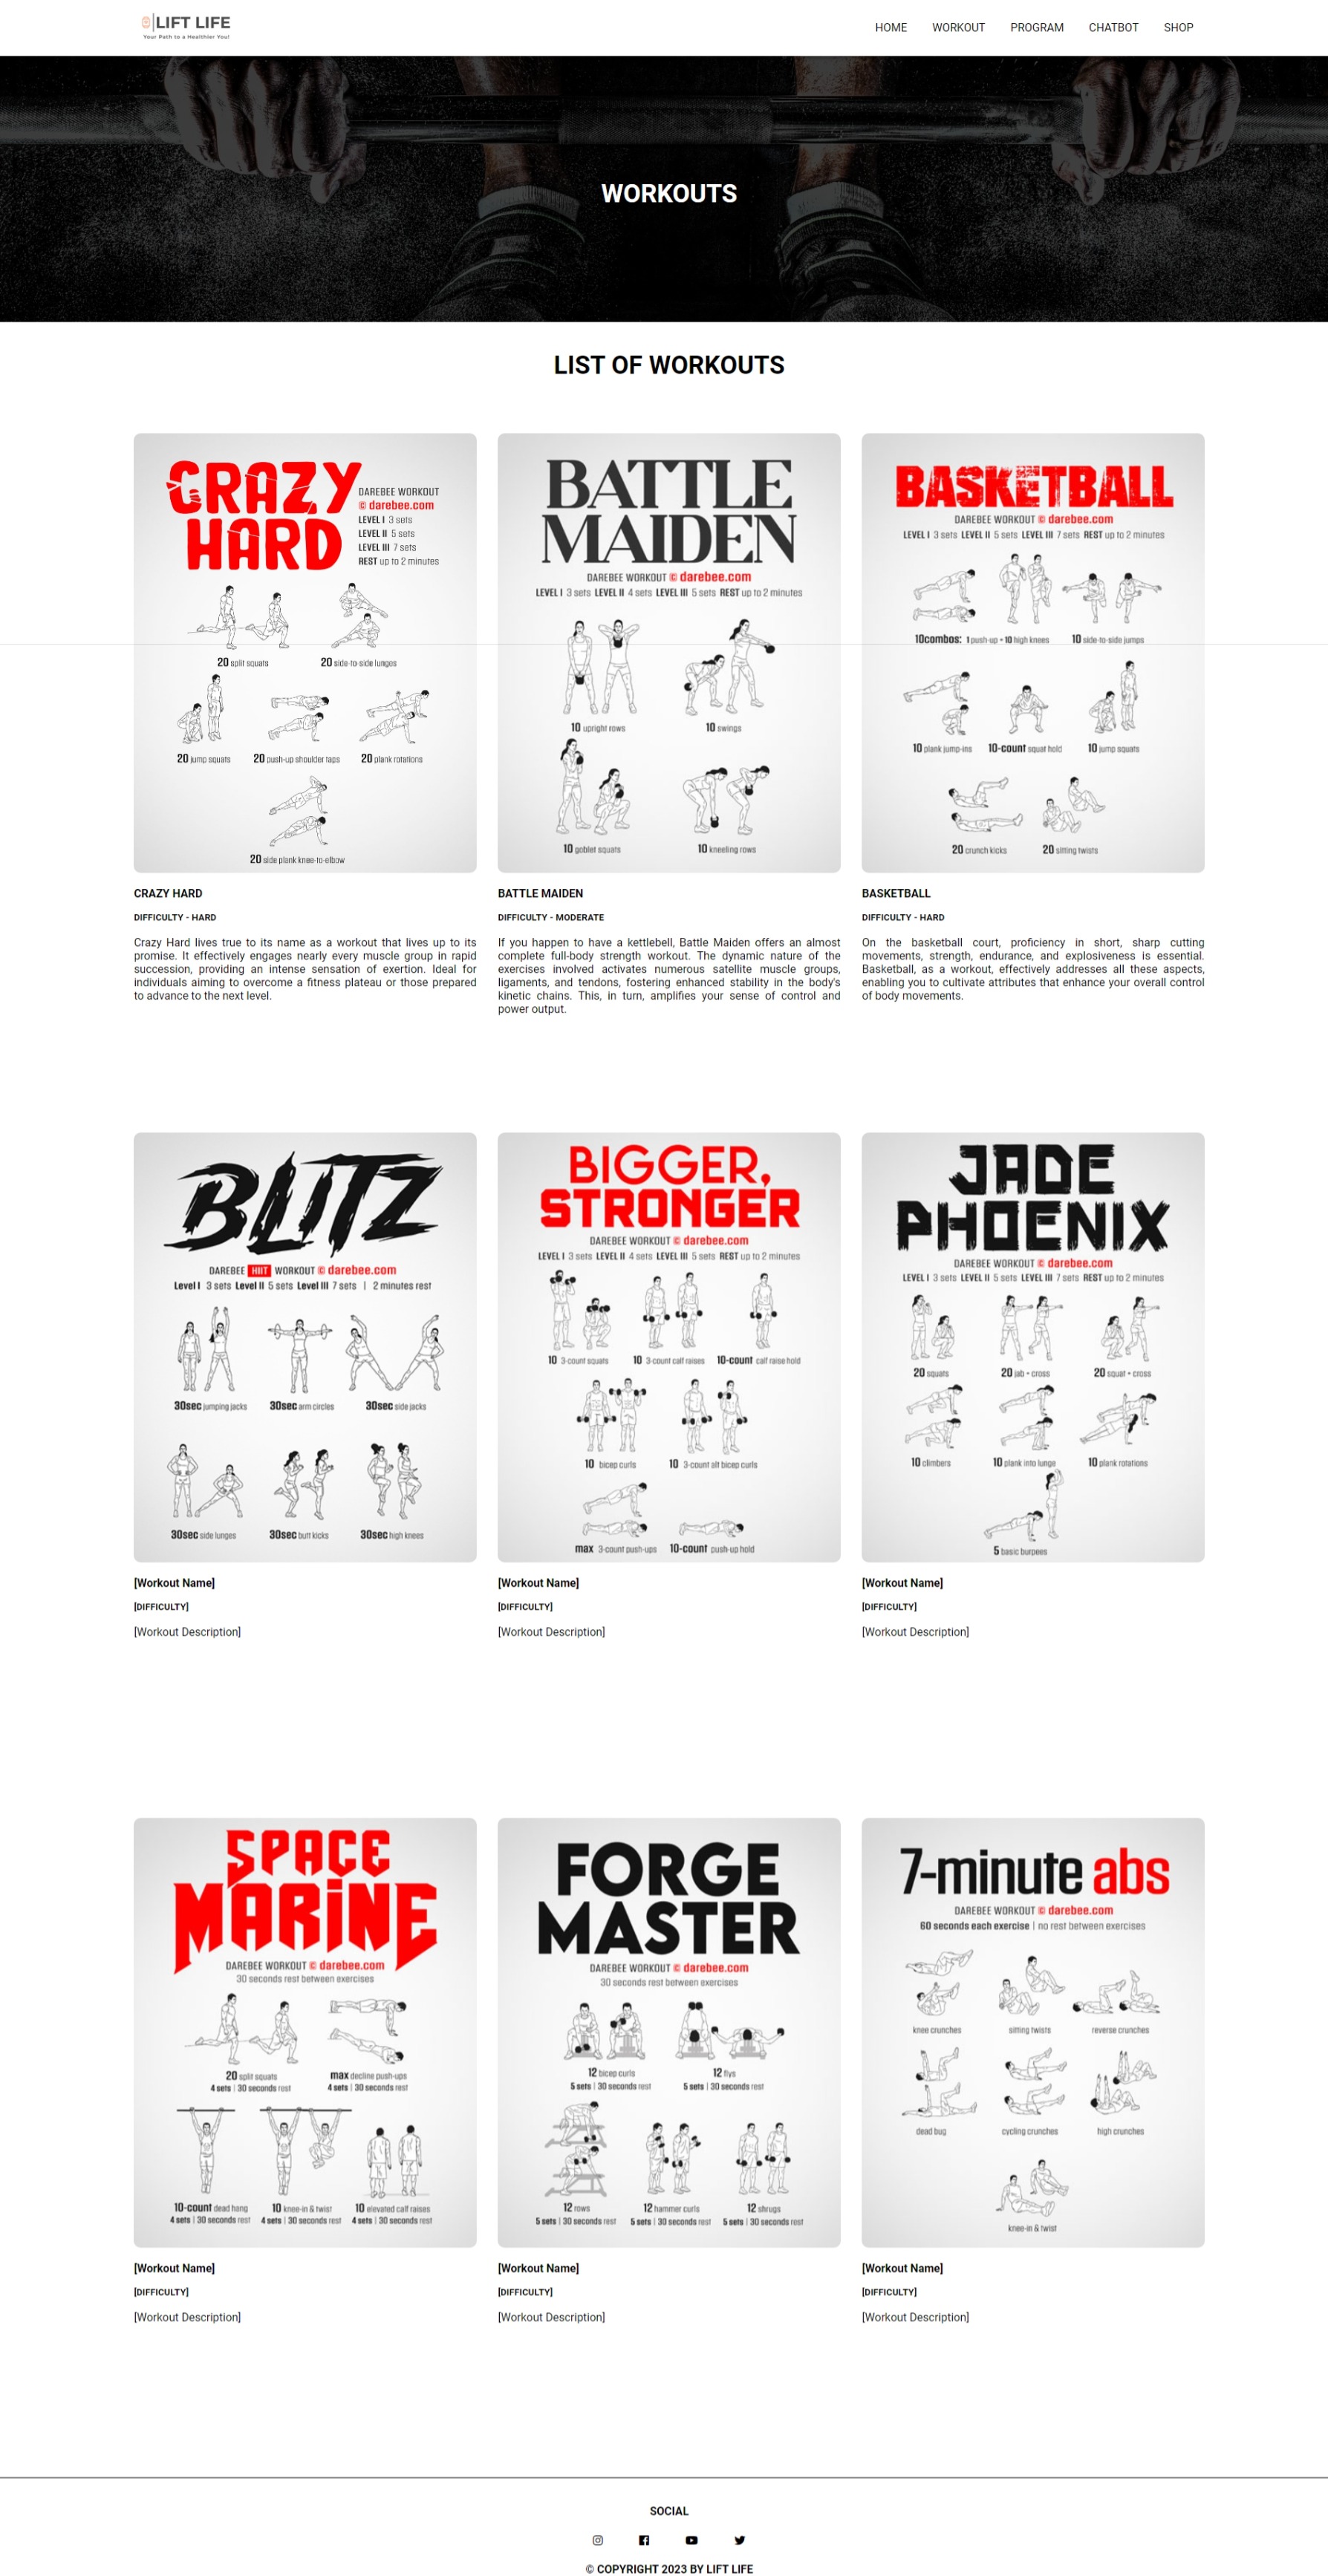 LIFT LIFE
Your Path to a Healthier You!
HOME WORKOUT PROGRAM CHATBOT SHOP
WORKOUTS
LIST OF WORKOUTS
CRAZY
HARD
DAREBEE WORKOUT
© darebee.com
LEVEL I 3 sets
LEVEL II 5 sets
LEVEL III 7 sets
REST up to 2 minutes
20 split squats
20 side-to-side lunges
20 jump squats
20 push-up shoulder taps
20 plank rotations
20 side plank knee-to-elbow
BATTLE
MAIDEN
DAREBEE WORKOUT © darebee.com
LEVEL I 3 sets LEVEL II 4 sets LEVEL III 5 sets REST up to 2 minutes
10 upright rows
10 swings
10 goblet squats
10 kneeling rows
BASKETBALL
DAREBEE WORKOUT © darebee.com
LEVEL I 3 sets LEVEL II 5 sets LEVEL III 7 sets REST up to 2 minutes
10combos: 1 push-up + 10 high knees
10 side-to-side jumps
10 plank jump-ins
10-count squat hold
10 jump squats
20 crunch kicks
20 sitting twists
CRAZY HARD
DIFFICULTY - HARD
Crazy Hard lives true to its name as a workout that lives up to its
promise. It effectively engages nearly every muscle group in rapid
succession, providing an intense sensation of exertion. Ideal for
individuals aiming to overcome a fitness plateau or those prepared
to advance to the next level.
BATTLE MAIDEN
DIFFICULTY - MODERATE
If you happen to have a kettlebell, Battle Maiden offers an almost
complete full-body strength workout. The dynamic nature of the
exercises involved activates numerous satellite muscle groups,
ligaments, and tendons, fostering enhanced stability in the body's
kinetic chains. This, in turn, amplifies your sense of control and
power output.
BASKETBALL
DIFFICULTY - HARD
On the basketball court, proficiency in short, sharp cutting
movements, strength, endurance, and explosiveness is essential.
Basketball, as a workout, effectively addresses all these aspects,
enabling you to cultivate attributes that enhance your overall control
of body movements.
BLITZ
DAREBEE HIIT WORKOUT © darebee.com
Level I 3 sets Level II 5 sets Level III 7 sets | 2 minutes rest
30sec jumping jacks
30sec arm circles
30sec side jacks
30sec side lunges
30sec butt kicks
30sec high knees
BIGGER,
STRONGER
DAREBEE WORKOUT © darebee.com
LEVEL I 3 sets LEVEL II 4 sets LEVEL III 5 sets REST up to 2 minutes
10 3-count squats
10 3-count calf raises
10-count calf raise hold
10 bicep curls
10 3-count alt bicep curls
max 3-count push-ups
10-count push-up hold
JADE
PHOENIX
DAREBEE WORKOUT © darebee.com
LEVEL I 3 sets LEVEL II 5 sets LEVEL III 7 sets REST up to 2 minutes
20 squats
20 jab + cross
20 squat + cross
10 climbers
10 plank into lunge
10 plank rotations
5 basic burpees
[Workout Name]
[DIFFICULTY]
[Workout Description]
[Workout Name]
[DIFFICULTY]
[Workout Description]
[Workout Name]
[DIFFICULTY]
[Workout Description]
SPACE
MARINE
DAREBEE WORKOUT © darebee.com
30 seconds rest between exercises
20 split squats
4 sets | 30 seconds rest
max decline push-ups
4 sets | 30 seconds rest
10-count dead hang
4 sets | 30 seconds rest
10 knee-in & twist
4 sets | 30 seconds rest
10 elevated calf raises
4 sets | 30 seconds rest
FORGE
MASTER
DAREBEE WORKOUT © darebee.com
30 seconds rest between exercises
12 bicep curls
5 sets | 30 seconds rest
12 flys
5 sets | 30 seconds rest
12 rows
5 sets | 30 seconds rest
12 hammer curls
5 sets | 30 seconds rest
12 shrugs
5 sets | 30 seconds rest
7-minute abs
DAREBEE WORKOUT © darebee.com
60 seconds each exercise | no rest between exercises
knee crunches
sitting twists
reverse crunches
dead bug
cycling crunches
high crunches
knee-in & twist
[Workout Name]
[DIFFICULTY]
[Workout Description]
[Workout Name]
[DIFFICULTY]
[Workout Description]
[Workout Name]
[DIFFICULTY]
[Workout Description]
SOCIAL
© COPYRIGHT 2023 BY LIFT LIFE